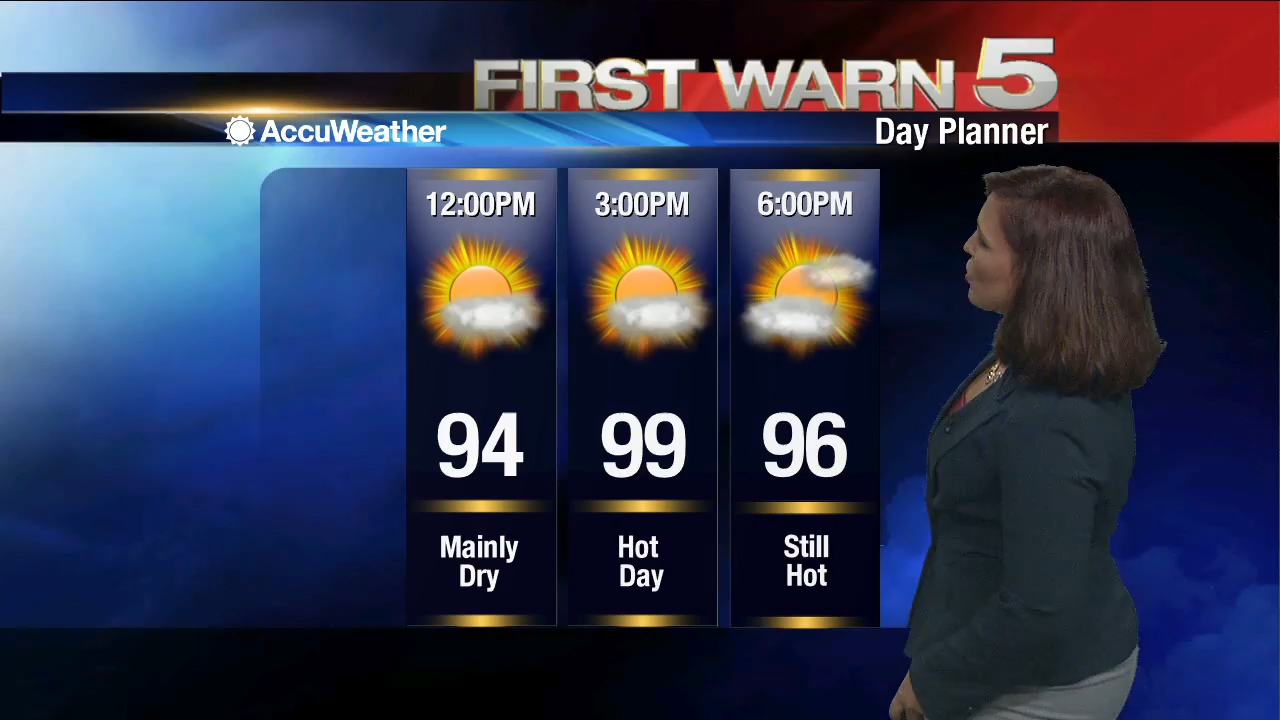 FIRST WARN 5
AccuWeather
Day Planner
12:00PM
3:00PM
6:00PM
94
99
96
Mainly
Dry
Hot
Day
Still
Hot